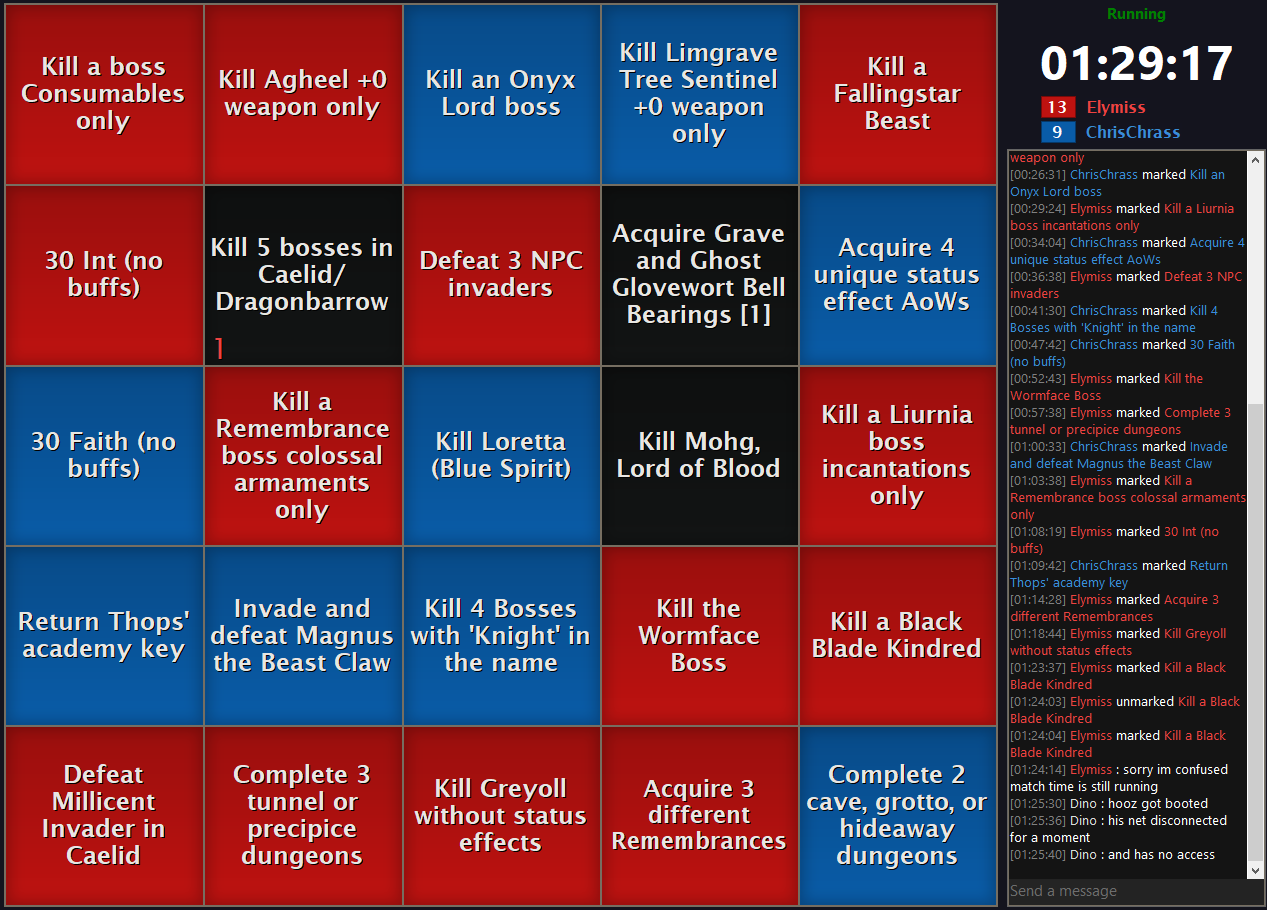 Kill a boss
Consumables
only
Kill Agheel +0
weapon only
Kill an Onyx
Lord boss
Kill Limgrave
Tree Sentinel
+0 weapon
only
Kill a
Fallingstar
Beast
30 Int (no
buffs)
Kill 5 bosses in
Caelid/
Dragonbarrow
1
Defeat 3 NPC
invaders
Acquire Grave
and Ghost
Glovewort Bell
Bearings [1]
Acquire 4
unique status
effect AoWs
30 Faith (no
buffs)
Kill a
Remembrance
boss colossal
armaments
only
Kill Loretta
(Blue Spirit)
Kill Mohg,
Lord of Blood
Kill a Liurnia
boss
incantations
only
Return Thops'
academy key
Invade and
defeat Magnus
the Beast Claw
Kill 4 Bosses
with 'Knight' in
the name
Kill the
Wormface
Boss
Kill a Black
Blade Kindred
Defeat
Millicent
Invader in
Caelid
Complete 3
tunnel or
precipice
dungeons
Kill Greyoll
without status
effects
Acquire 3
different
Remembrances
Complete 2
cave, grotto, or
hideaway
dungeons
Running
01:29:17
13 Elymiss
9 ChrisChrass
weapon only
[00:26:31] ChrisChrass marked Kill an
Onyx Lord boss
[00:29:24] Elymiss marked Kill a Liurnia
boss incantations only
[00:34:04] ChrisChrass marked Acquire 4
unique status effect AoWs
[00:36:38] Elymiss marked Defeat 3 NPC
invaders
[00:41:30] ChrisChrass marked Kill 4
Bosses with 'Knight' in the name
[00:47:42] ChrisChrass marked 30 Faith
(no buffs)
[00:52:43] Elymiss marked Kill the
Wormface Boss
[00:57:38] Elymiss marked Complete 3
tunnel or precipice dungeons
[01:00:33] ChrisChrass marked Invade
and defeat Magnus the Beast Claw
[01:03:38] Elymiss marked Kill a
Remembrance boss colossal armaments
only
[01:08:19] Elymiss marked 30 Int (no
buffs)
[01:09:42] ChrisChrass marked Return
Thops' academy key
[01:14:28] Elymiss marked Acquire 3
different Remembrances
[01:18:44] Elymiss marked Kill Greyoll
without status effects
[01:23:37] Elymiss marked Kill a Black
Blade Kindred
[01:24:03] Elymiss unmarked Kill a Black
Blade Kindred
[01:24:04] Elymiss marked Kill a Black
Blade Kindred
[01:24:14] Elymiss : sorry im confused
match time is still running
[01:25:30] Dino : hooz got booted
[01:25:36] Dino : his net disconnected
for a moment
[01:25:40] Dino : and has no access
Send a message